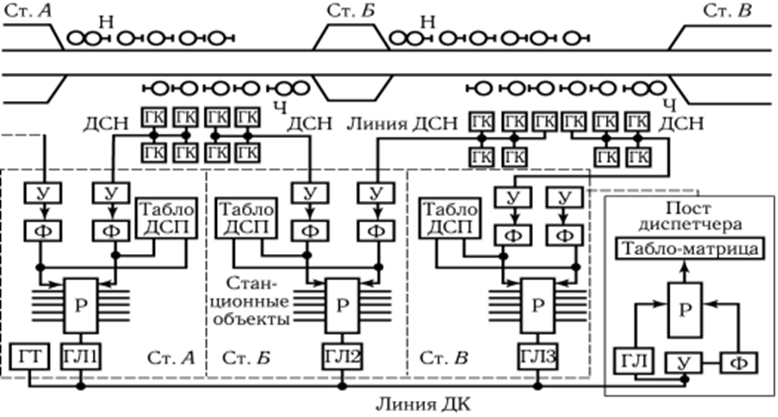 Ст. А Ст. Б Ст. В
Н Н
Ч Ч
ДСН ГК ГК ГК ГК ДСН Линия ДСН ГК ГК ГК ГК ГК ГК ДСН
ГК ГК ГК ГК ГК ГК ГК ГК
У У У У У У
Табло
ДСП
Табло
ДСП
Табло
ДСП
Ф Ф Ф Ф Ф Ф
Пост
диспетчера
Табло-матрица
Стан-
ционные
объекты
Р Р Р Р
ГТ ГЛ1 Ст. А Ст. Б ГЛ2 Ст. В ГЛ3 ГЛ У Ф
Линия ДК